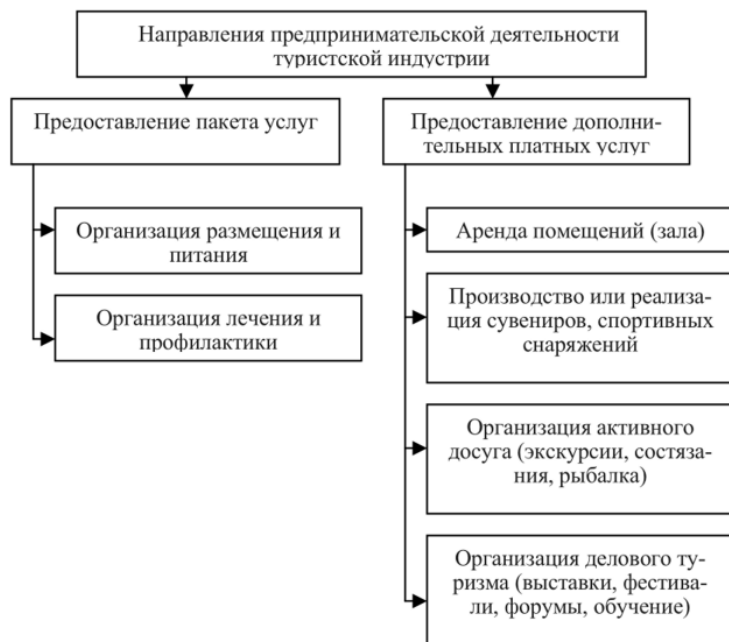 Направления предпринимательской деятельности
туристской индустрии
Предоставление пакета услуг
Предоставление дополни-
тельных платных услуг
Организация размещения и
питания
Организация лечения и
профилактики
Аренда помещений (зала)
Производство или реализа-
ция сувениров, спортивных
снаряжений
Организация активного
досуга (экскурсии, состяза-
ния, рыбалка)
Организация делового ту-
ризма (выставки, фестива-
ли, форумы, обучение)